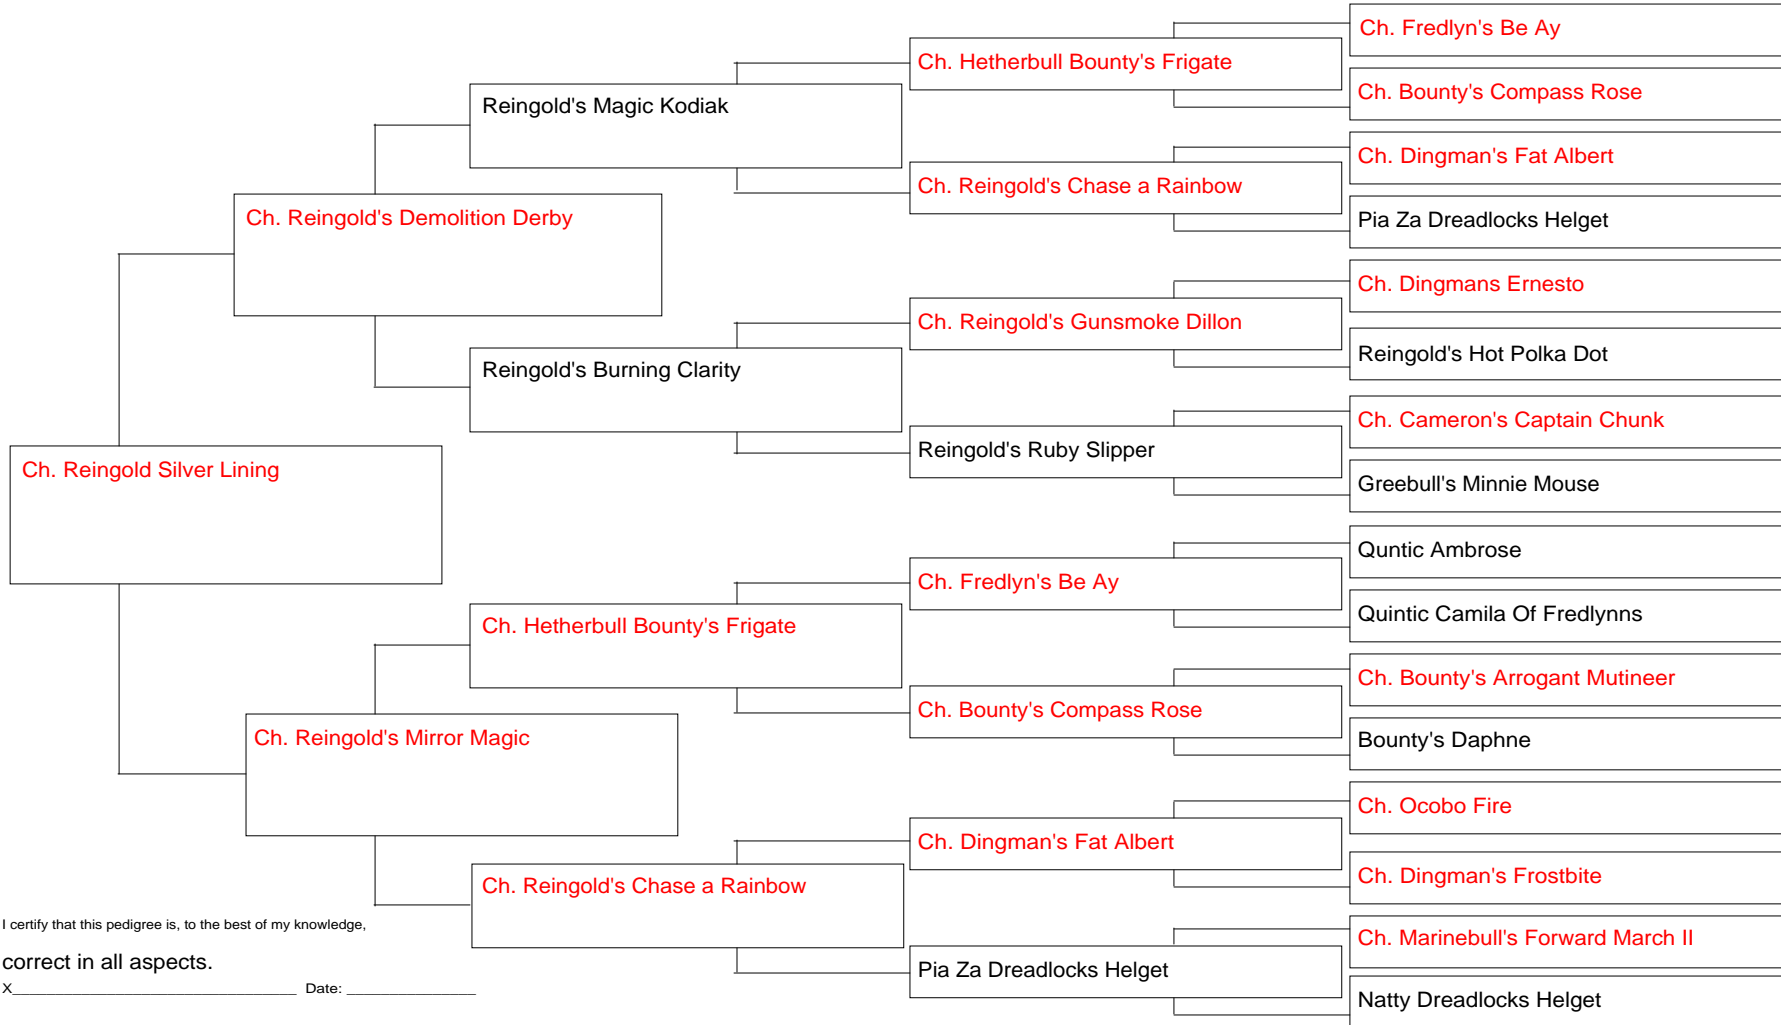 Ch. Fredlyn's Be Ay
Ch. Hetherbull Bounty's Frigate
Ch. Bounty's Compass Rose
Reingold's Magic Kodiak
Ch. Dingman's Fat Albert
Ch. Reingold's Chase a Rainbow
Pia Za Dreadlocks Helget
Ch. Reingold's Demolition Derby
Ch. Dingmans Ernesto
Ch. Reingold's Gunsmoke Dillon
Reingold's Hot Polka Dot
Reingold's Burning Clarity
Ch. Cameron's Captain Chunk
Reingold's Ruby Slipper
Ch. Reingold Silver Lining
Greebull's Minnie Mouse
Quntic Ambrose
Ch. Fredlyn's Be Ay
Quintic Camila Of Fredlynns
Ch. Hetherbull Bounty's Frigate
Ch. Bounty's Arrogant Mutineer
Ch. Bounty's Compass Rose
Bounty's Daphne
Ch. Reingold's Mirror Magic
Ch. Ocobo Fire
Ch. Dingman's Fat Albert
Ch. Dingman's Frostbite
Ch. Reingold's Chase a Rainbow
Ch. Marinebull's Forward March II
Pia Za Dreadlocks Helget
Natty Dreadlocks Helget
I certify that this pedigree is, to the best of my knowledge,
correct in all aspects.
X___________________________________ Date: ________________